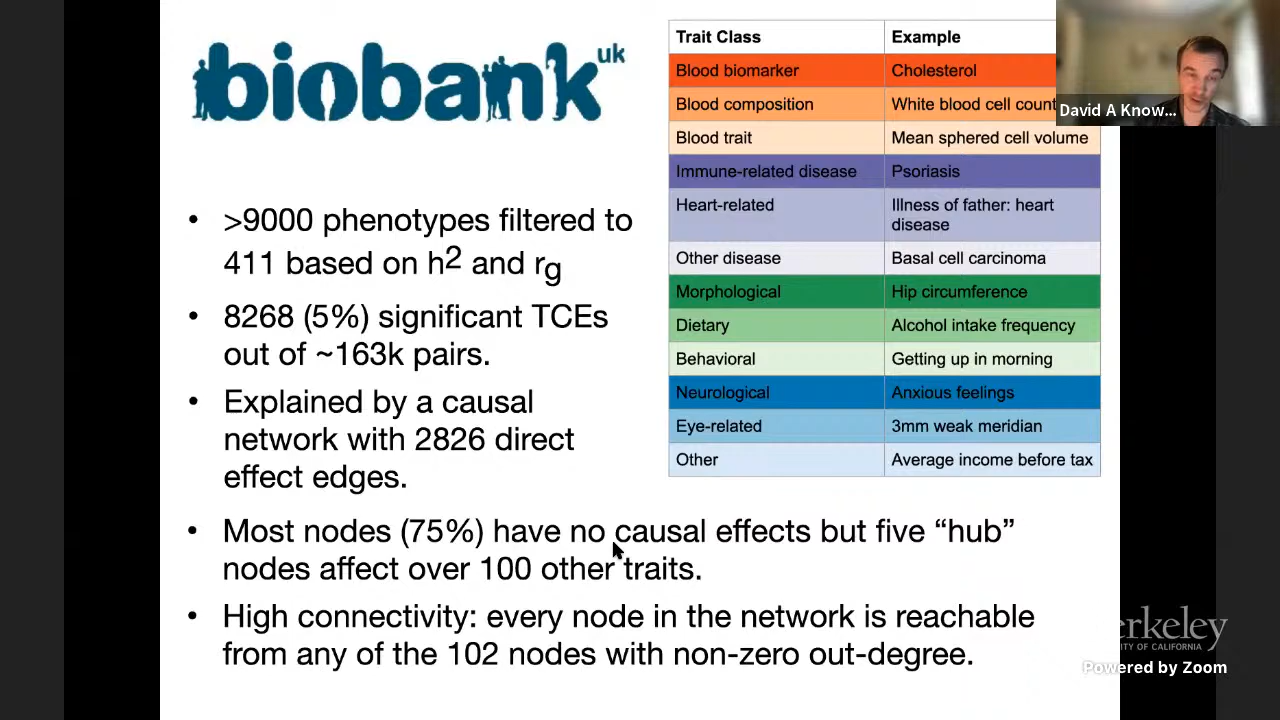 biobank uk
Trait Class Example
Blood biomarker Cholesterol
Blood composition White blood cell count
Blood trait Mean sphered cell volume
Immune-related disease Psoriasis
Heart-related Illness of father: heart
disease
Other disease Basal cell carcinoma
Morphological Hip circumference
Dietary Alcohol intake frequency
Behavioral Getting up in morning
Neurological Anxious feelings
Eye-related 3mm weak meridian
Other Average income before tax
David A Know...
• >9000 phenotypes filtered to
411 based on h2 and rg
• 8268 (5%) significant TCEs
out of ~163k pairs.
• Explained by a causal
network with 2826 direct
effect edges.
• Most nodes (75%) have no causal effects but five “hub”
nodes affect over 100 other traits.
• High connectivity: every node in the network is reachable
from any of the 102 nodes with non-zero out-degree.
erkeley
ITY OF CALIFORNIA
Powered by Zoom